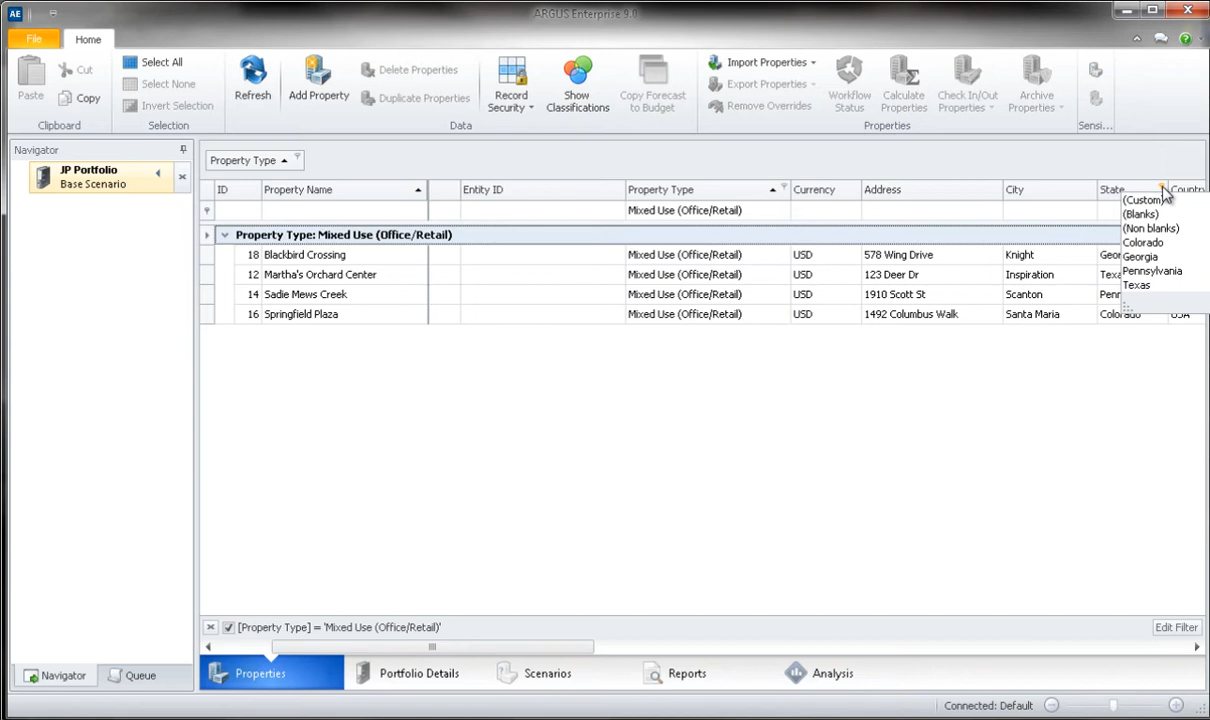 AE
ARGUS Enterprise 9.0
File
Home
Paste
Cut
Copy
Clipboard
Select All
Select None
Invert Selection
Selection
Refresh
Add Property
Delete Properties
Duplicate Properties
Record
Security
Show
Classifications
Copy Forecast
to Budget
Data
Import Properties
Export Properties
Remove Overrides
Workflow
Status
Calculate
Properties
Check In/Out
Properties
Archive
Properties
Properties
Sensi...
Navigator
JP Portfolio
Base Scenario
Property Type
ID Property Name Entity ID Property Type Currency Address City State Countr
Mixed Use (Office/Retail)
Property Type: Mixed Use (Office/Retail)
18 Blackbird Crossing Mixed Use (Office/Retail) USD 578 Wing Drive Knight Geor
12 Martha's Orchard Center Mixed Use (Office/Retail) USD 123 Deer Dr Inspiration Texa
14 Sadie Mews Creek Mixed Use (Office/Retail) USD 1910 Scott St Scanton Penn
16 Springfield Plaza Mixed Use (Office/Retail) USD 1492 Columbus Walk Santa Maria Colorado USA
(Custom)
(Blanks)
(Non blanks)
Colorado
Georgia
Pennsylvania
Texas
[Property Type] = 'Mixed Use (Office/Retail)'
Edit Filter
Navigator
Queue
Properties
Portfolio Details
Scenarios
Reports
Analysis
Connected: Default